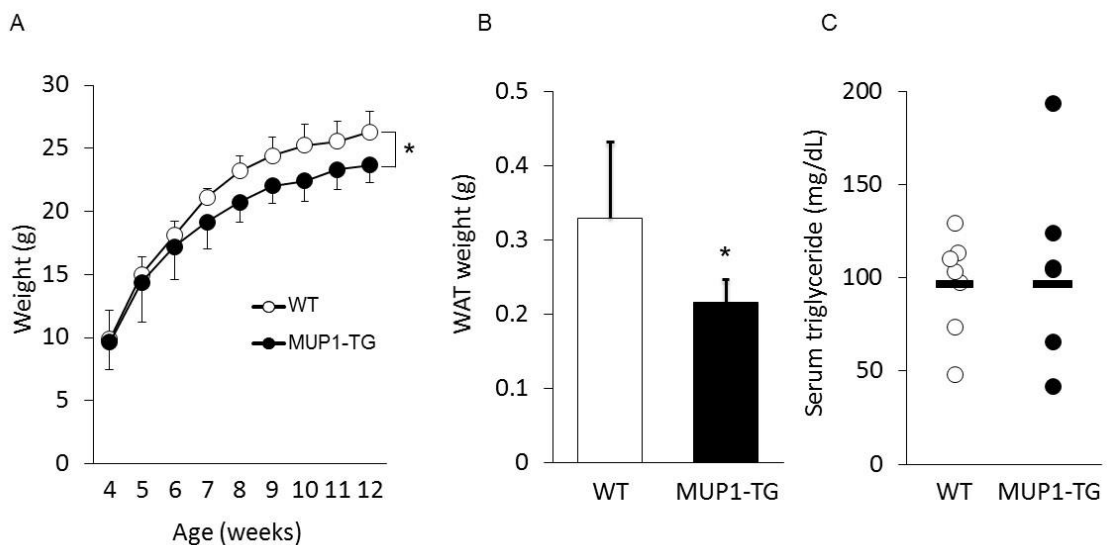 A
Weight (g)
30
25
20
15
10
5
0
*
WT
MUP1-TG
4 5 6 7 8 9 10 11 12
Age (weeks)
B
WAT weight (g)
0.5
0.4
0.3
0.2
0.1
0
*
WT MUP1-TG
C
Serum triglyceride (mg/dL)
200
150
100
50
0
WT MUP1-TG